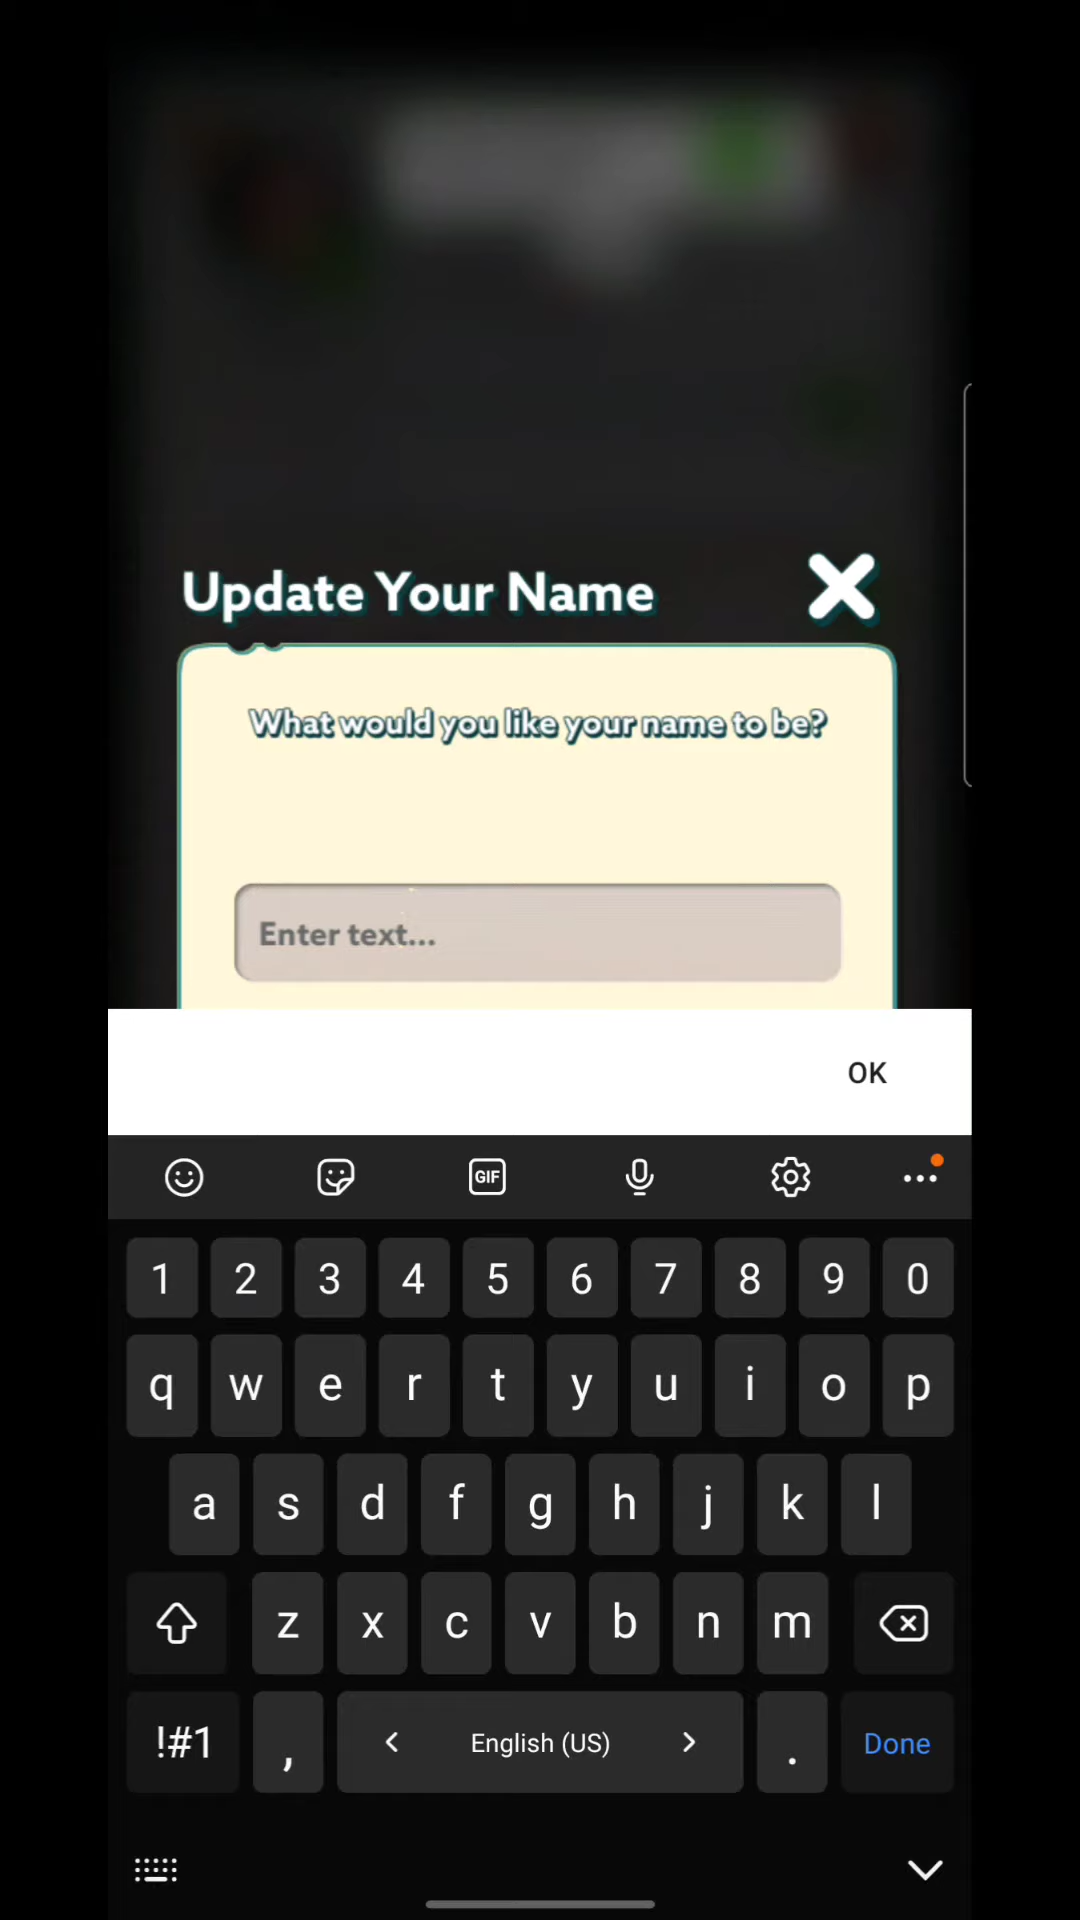 Update Your Name
What would you like your name to be?
Enter text...
OK
GIF
1 2 3 4 5 6 7 8 9 0
q w e r t y u i o p
a s d f g h j k l
z x c v b n m
!#1 , < English (US) > . Done